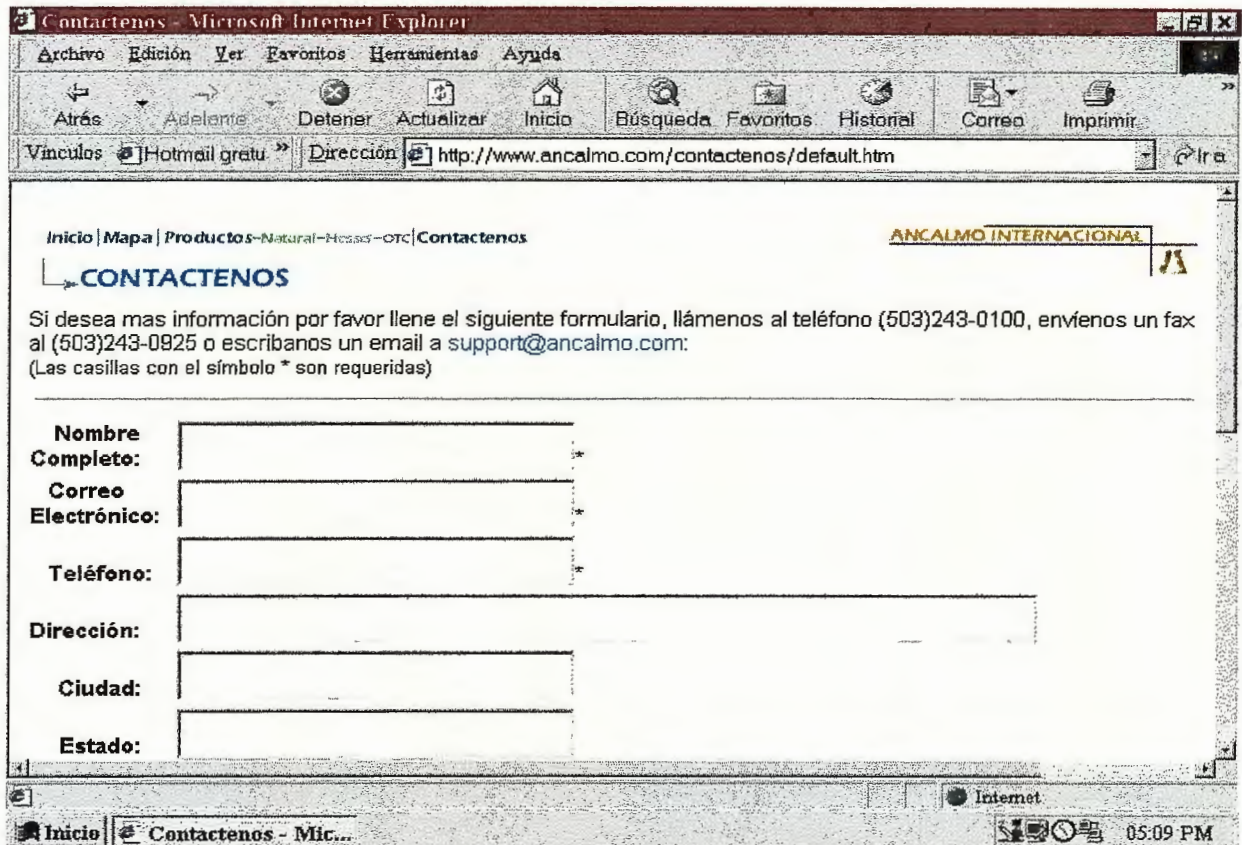 Contactenos - Microsoft Internet Explorer
Archivo Edición Ver Favoritos Herramientas Ayuda
Atrás Adelante Detener Actualizar Inicio Búsqueda Favoritos Historial Correo Imprimir »
Vínculos Hotmail gratu » Dirección http://www.ancalmo.com/contactenos/default.htm Ir a
Inicio|Mapa|Productos-Natural-Hesser-OTC|Contactenos
ANCALMO INTERNACIONAL
CONTACTENOS
Si desea mas información por favor llene el siguiente formulario, llámenos al teléfono (503)243-0100, envíenos un fax
al (503)243-0925 o escribanos un email a support@ancalmo.com:
(Las casillas con el símbolo * son requeridas)
Nombre
Completo: *
Correo
Electrónico: *
Teléfono: *
Dirección:
Ciudad:
Estado:
Internet
Inicio Contactenos - Mic... 05:09 PM